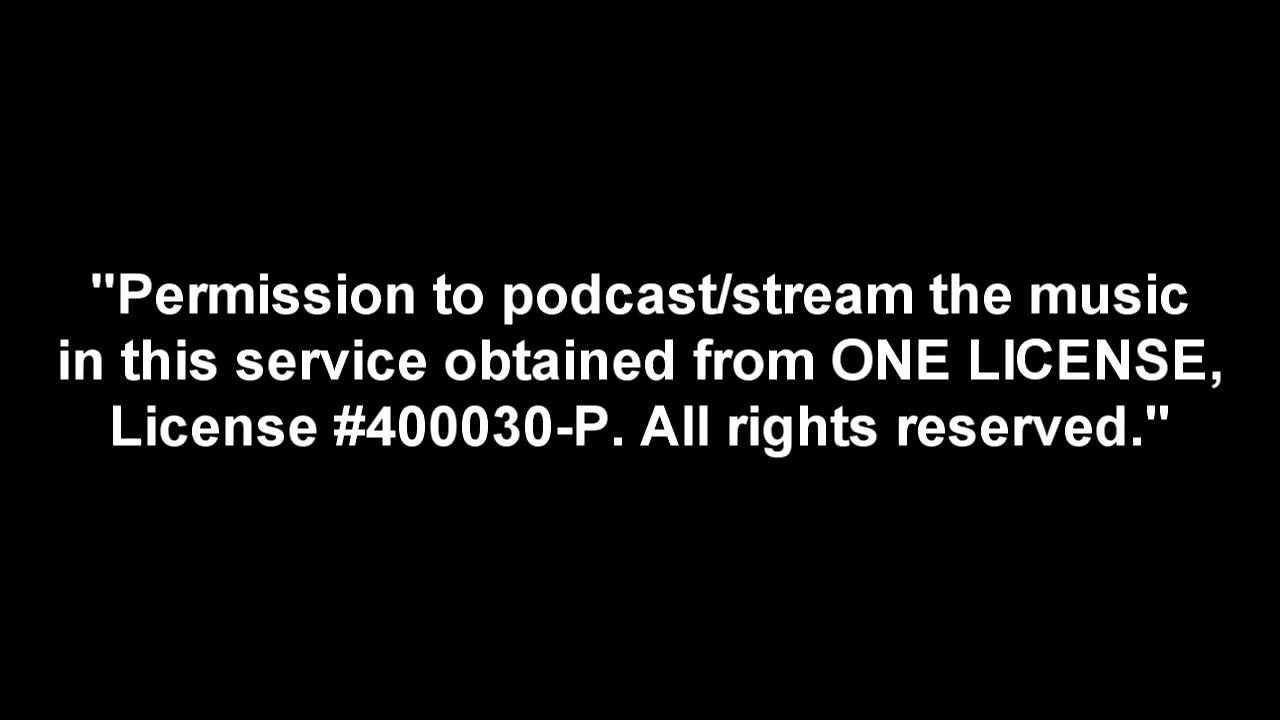 "Permission to podcast/stream the music
in this service obtained from ONE LICENSE,
License #400030-P. All rights reserved."